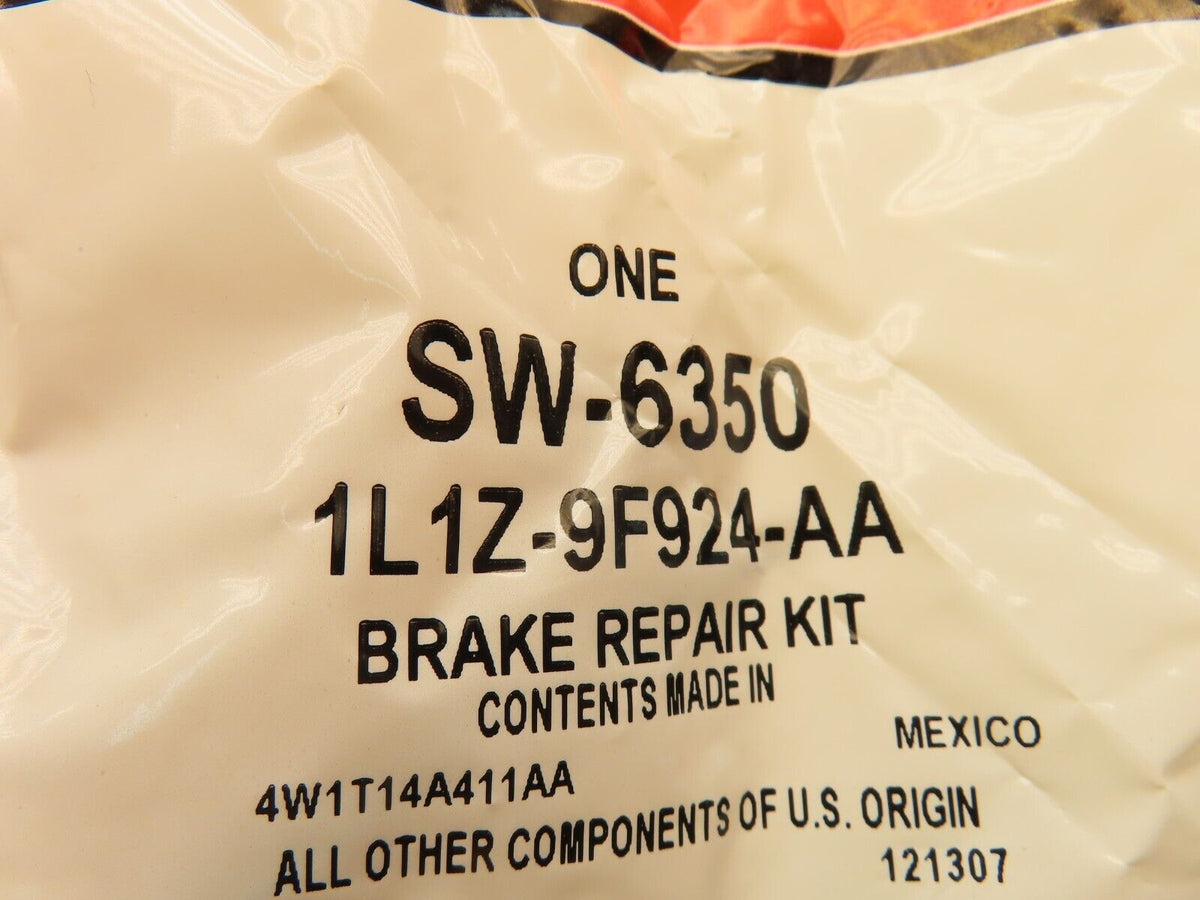 ONE
SW-6350
1L1Z-9F924-AA
BRAKE REPAIR KIT
CONTENTS MADE IN
MEXICO
4W1T14A411AA
ALL OTHER COMPONENTS OF U.S. ORIGIN
121307